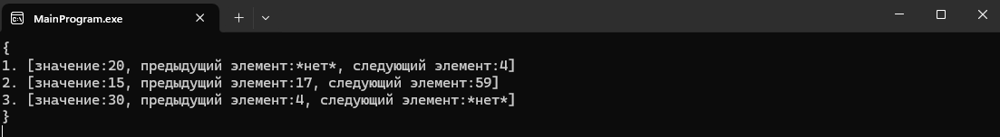 MainProgram.exe
{
1. [значение:20, предыдущий элемент:*нет*, следующий элемент:4]
2. [значение:15, предыдущий элемент:17, следующий элемент:59]
3. [значение:30, предыдущий элемент:4, следующий элемент:*нет*]
}